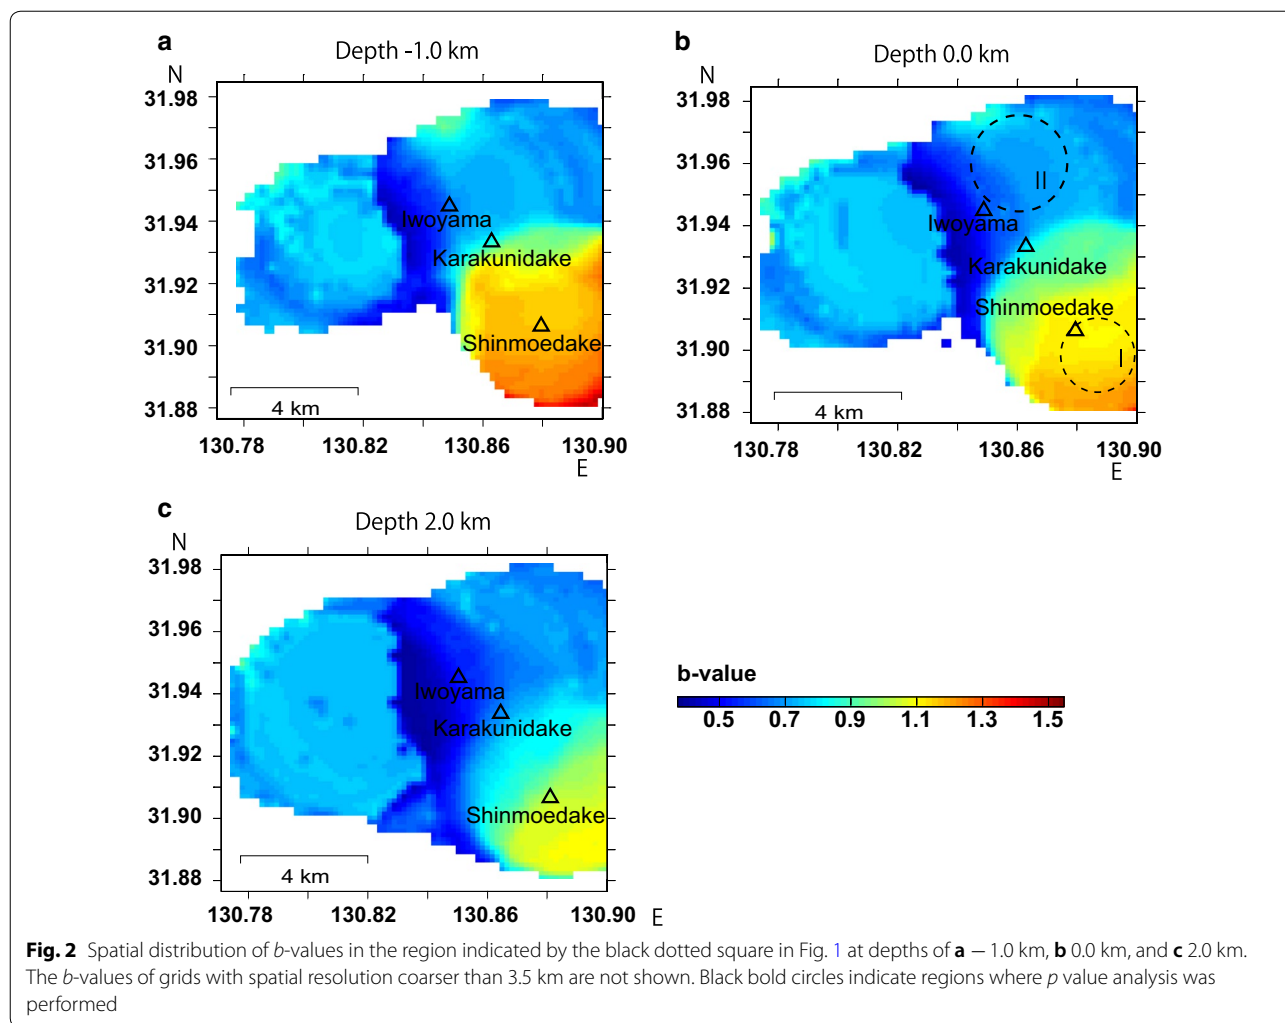 a
Depth -1.0 km
N
31.98
31.96
31.94
31.92
31.90
31.88
Iwoyama
Karakunidake
Shinmoedake
4 km
130.78 130.82 130.86 130.90
E
b
Depth 0.0 km
N
31.98
31.96
31.94
31.92
31.90
31.88
II
Iwoyama
Karakunidake
Shinmoedake
I
4 km
130.78 130.82 130.86 130.90
E
c
Depth 2.0 km
N
31.98
31.96
31.94
31.92
31.90
31.88
Iwoyama
Karakunidake
Shinmoedake
4 km
130.78 130.82 130.86 130.90 E
b-value
0.5 0.7 0.9 1.1 1.3 1.5
Fig. 2 Spatial distribution of b-values in the region indicated by the black dotted square in Fig. 1 at depths of a − 1.0 km, b 0.0 km, and c 2.0 km.
The b-values of grids with spatial resolution coarser than 3.5 km are not shown. Black bold circles indicate regions where p value analysis was
performed